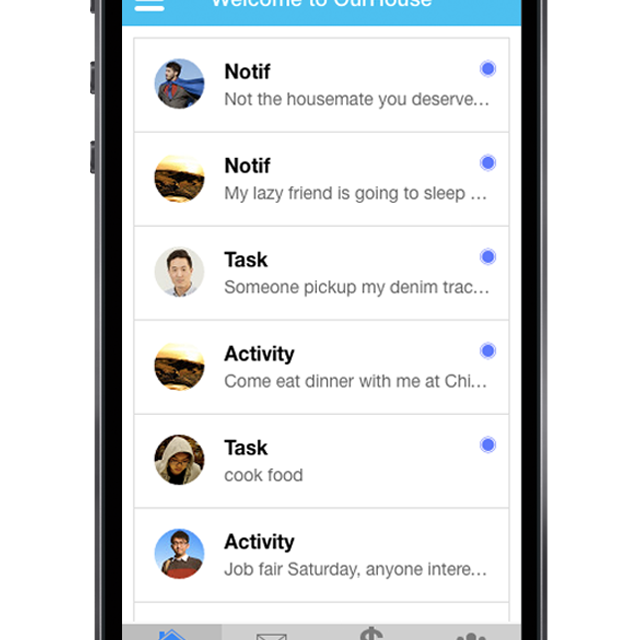 Welcome to OurHouse
Notif
Not the housemate you deserve...
Notif
My lazy friend is going to sleep ...
Task
Someone pickup my denim trac...
Activity
Come eat dinner with me at Chi...
Task
cook food
Activity
Job fair Saturday, anyone intere...